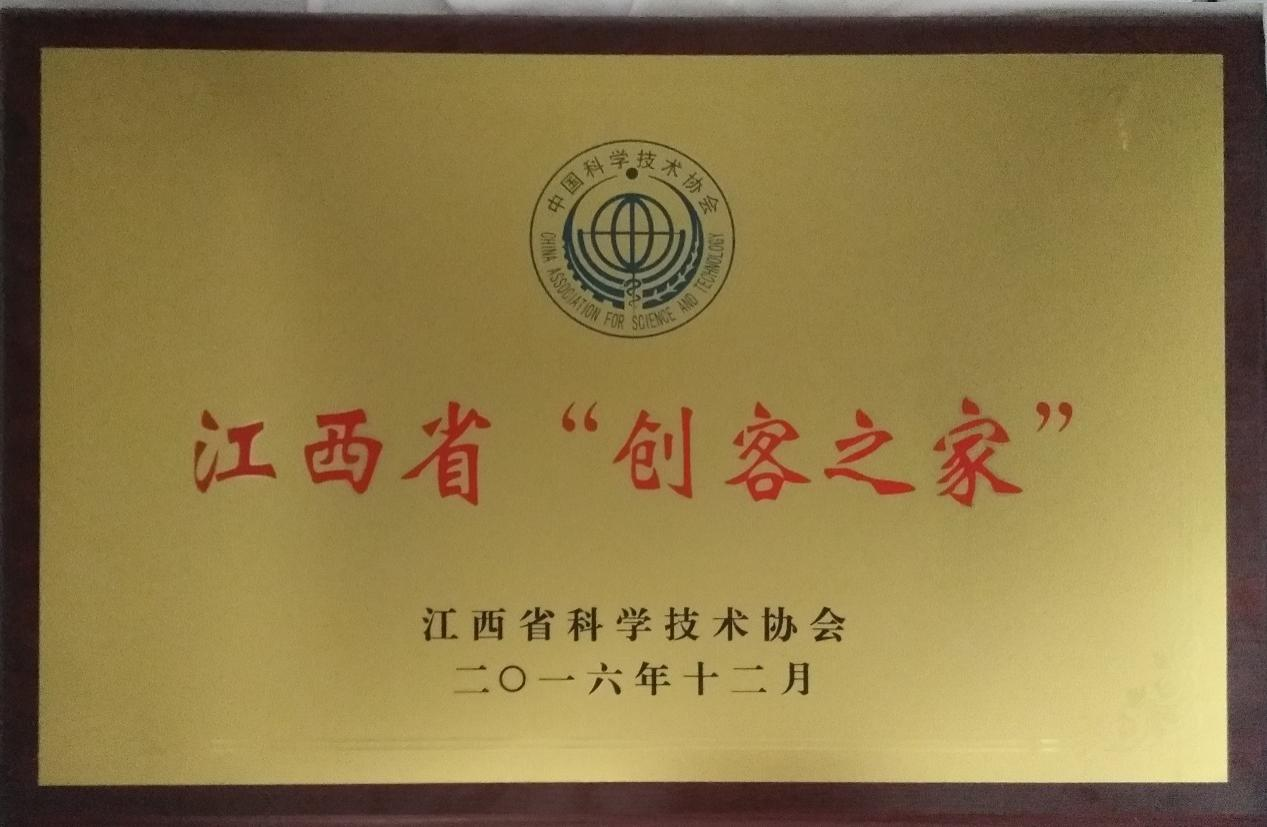 中国科学技术协会
CHINA ASSOCIATION FOR SCIENCE AND TECHNOLOGY
江西省“创客之家”
江西省科学技术协会
二〇一六年十二月